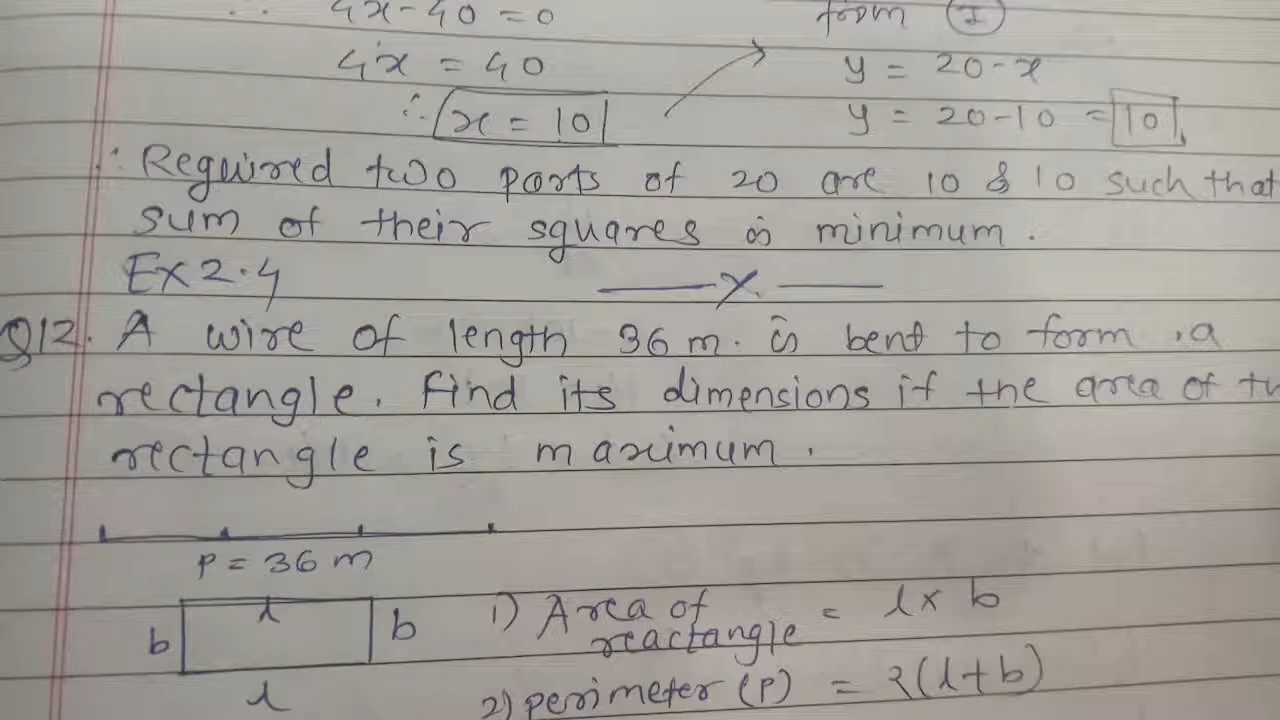 ∴ 4x-40=0
from (I)
4x = 40
y = 20-x
∴ x = 10
y = 20-10 = 10
∴ Required two parts of 20 are 10 & 10 such that
sum of their squares is minimum.
EX 2.4
—x—
Q12. A wire of length 36 m. is bent to form a
rectangle. Find its dimensions if the area of
rectangle is maximum.
P = 36 m
l
b
b
l
1) Area of reactangle = l x b
2) perimeter (P) = 2(l+b)